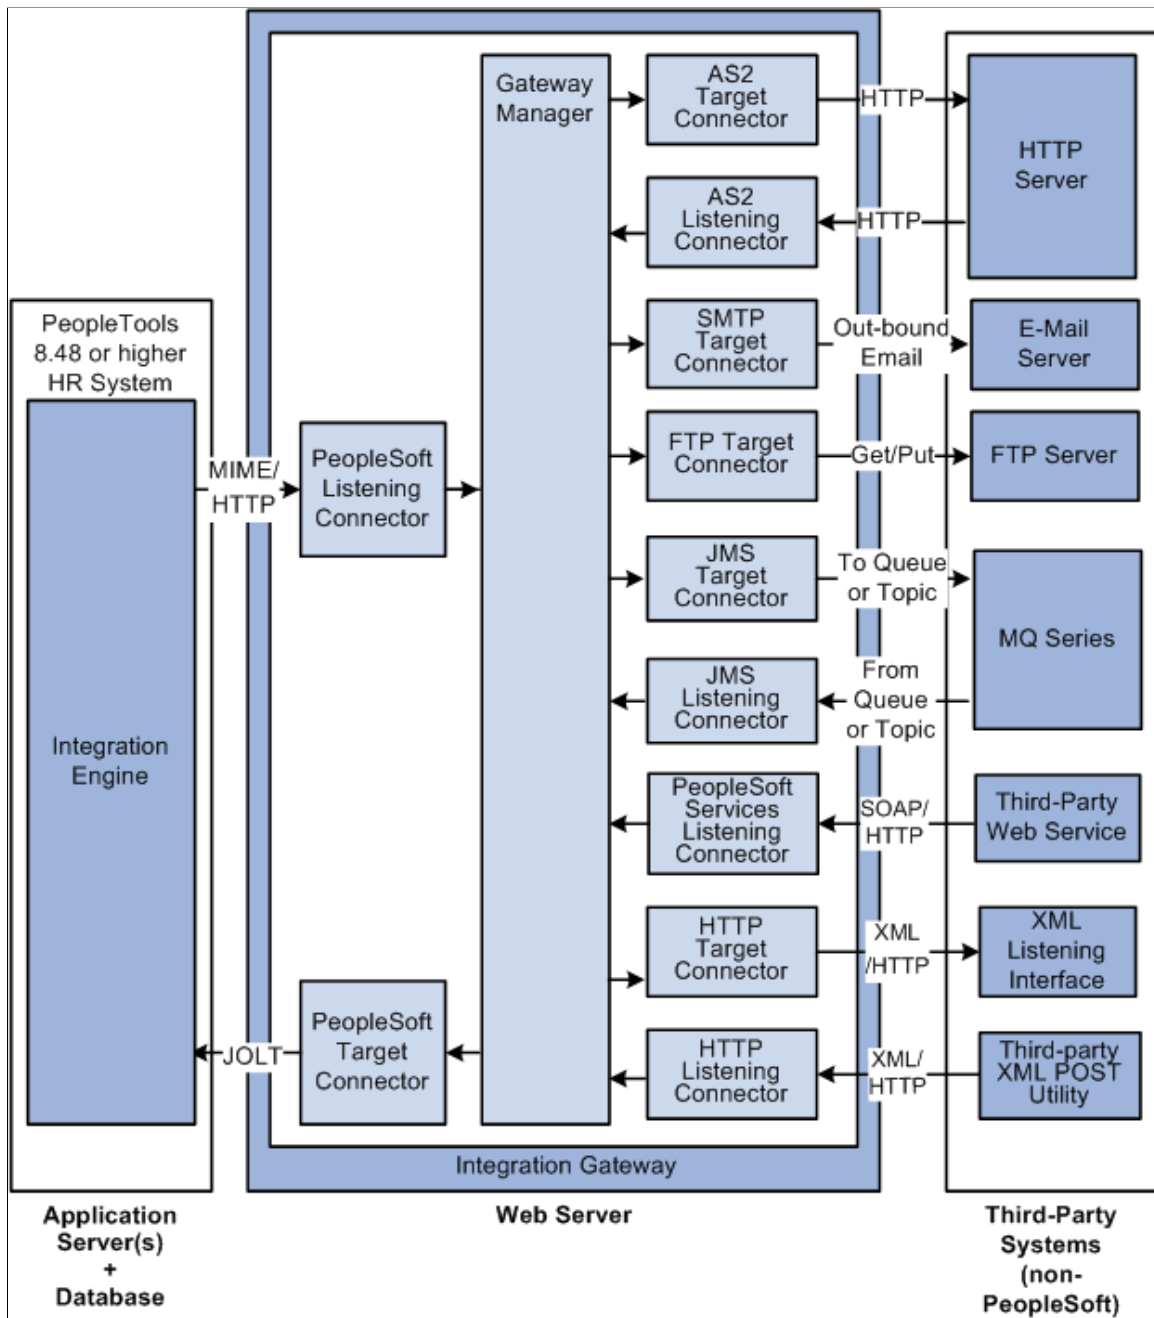 PeopleTools
8.48 or higher
HR System
Integration
Engine
MIME/
HTTP
JOLT
PeopleSoft
Listening
Connector
PeopleSoft
Target
Connector
Gateway
Manager
AS2
Target
Connector
AS2
Listening
Connector
SMTP
Target
Connector
FTP Target
Connector
JMS
Target
Connector
JMS
Listening
Connector
PeopleSoft
Services
Listening
Connector
HTTP
Target
Connector
HTTP
Listening
Connector
HTTP
HTTP
Out-bound
Email
Get/Put
To Queue
or Topic
From
Queue
or Topic
SOAP/
HTTP
XML
/HTTP
XML/
HTTP
HTTP
Server
E-Mail
Server
FTP Server
MQ Series
Third-Party
Web Service
XML
Listening
Interface
Third-party
XML POST
Utility
Integration Gateway
Application
Server(s)
+
Database
Web Server
Third-Party
Systems
(non-
PeopleSoft)